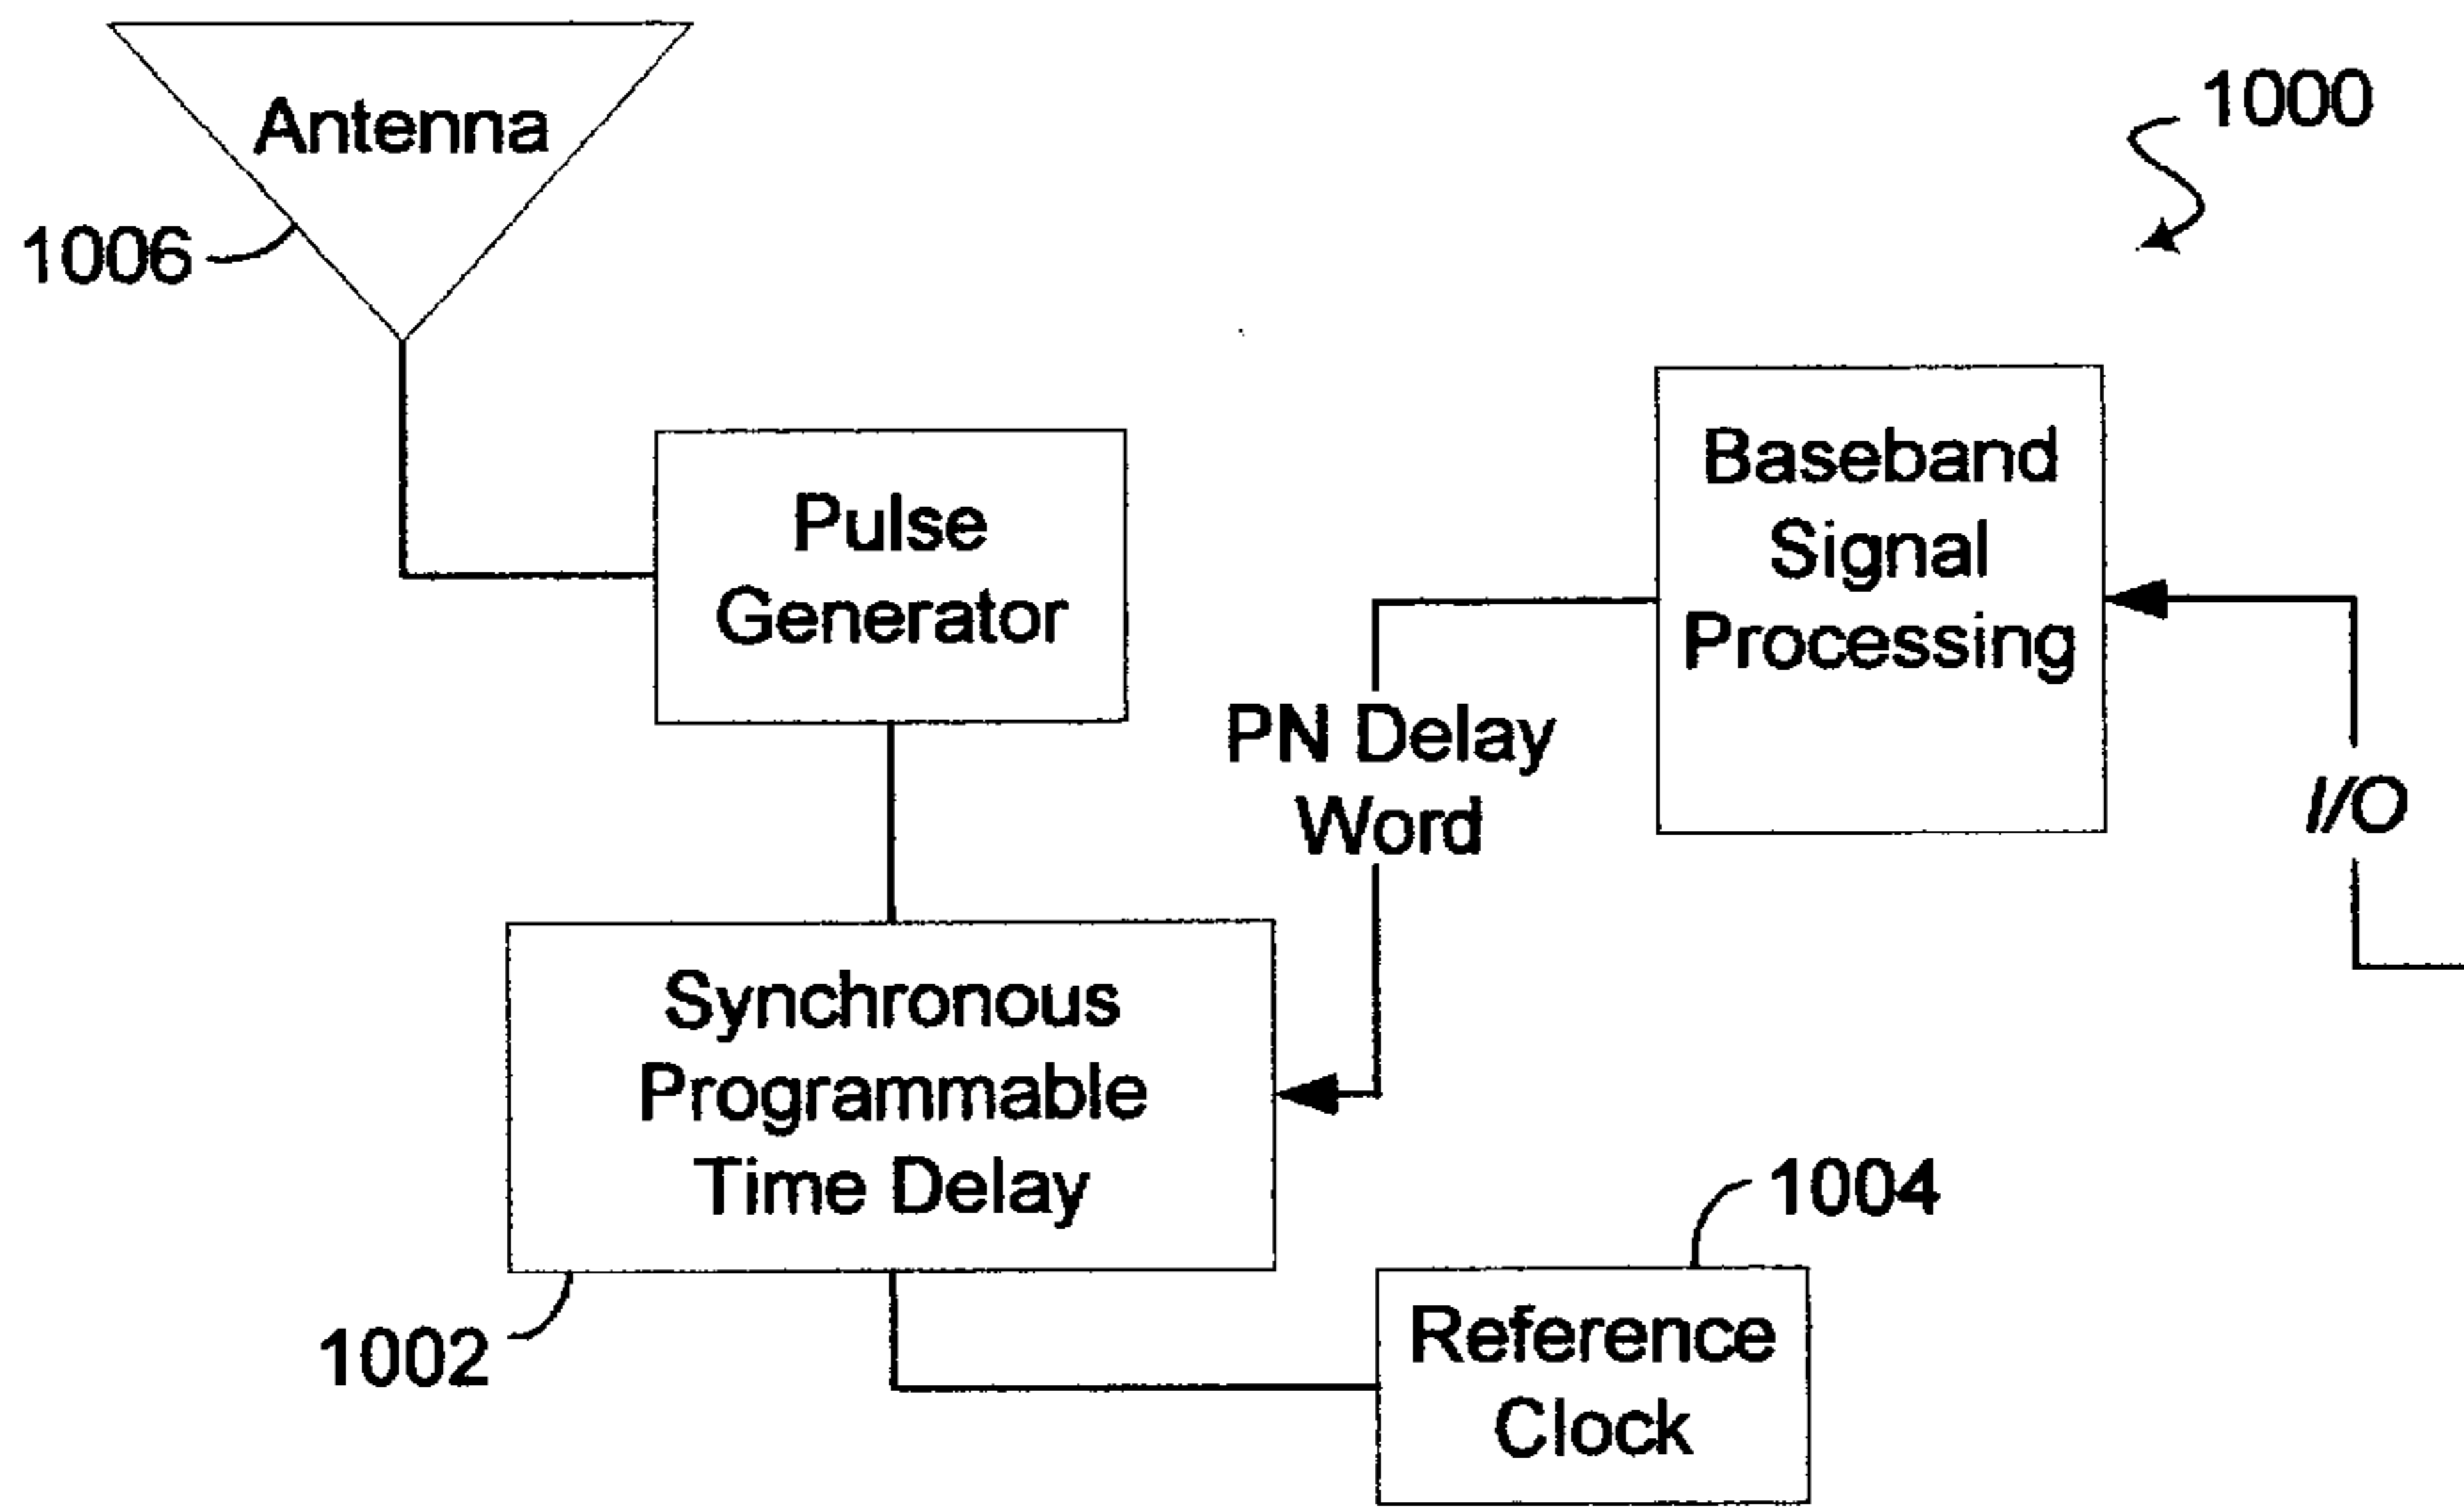 Antenna
1000
1006
Baseband
Signal
Processing
Pulse
Generator
PN Delay
Word
I/O
Synchronous
Programmable
Time Delay
1004
1002
Reference
Clock